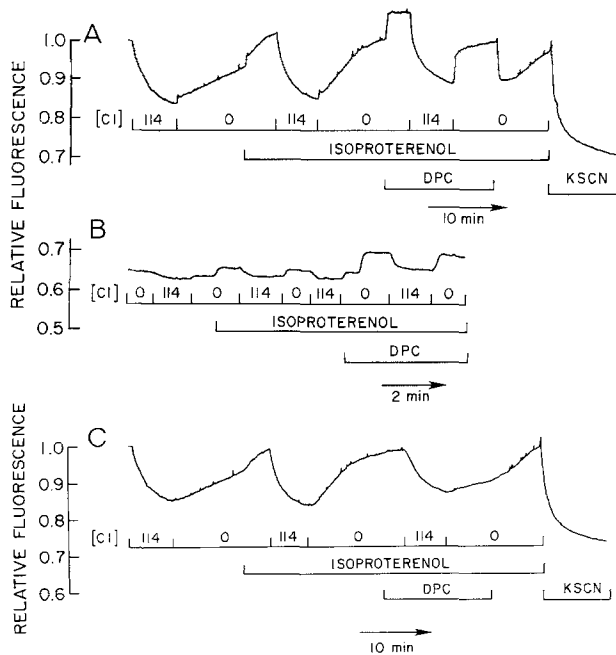 A
RELATIVE FLUORESCENCE
1.0
0.9
0.8
0.7
[Cl] 114 0 114 0 114 0
ISOPROTERENOL
DPC KSCN
10 min
B
0.7
0.6
0.5
[Cl] 0 114 0 114 0 114 0 114 0
ISOPROTERENOL
DPC
2 min
C
RELATIVE FLUORESCENCE
1.0
0.9
0.8
0.7
0.6
[Cl] 114 0 114 0 114 0
ISOPROTERENOL
DPC KSCN
10 min